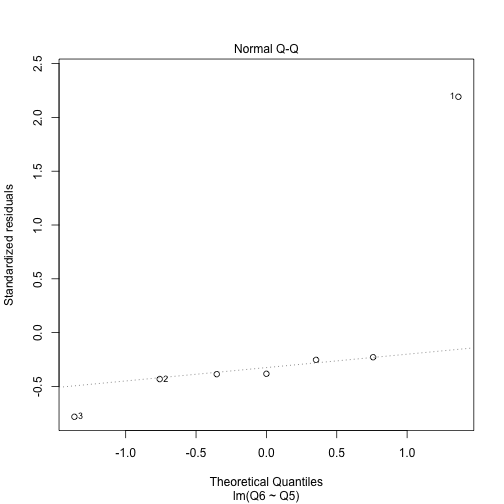 Normal Q-Q
2.5
2.0
1.5
1.0
0.5
0.0
-0.5
Standardized residuals
1
2
3
-1.0 -0.5 0.0 0.5 1.0
Theoretical Quantiles
lm(Q6 ~ Q5)